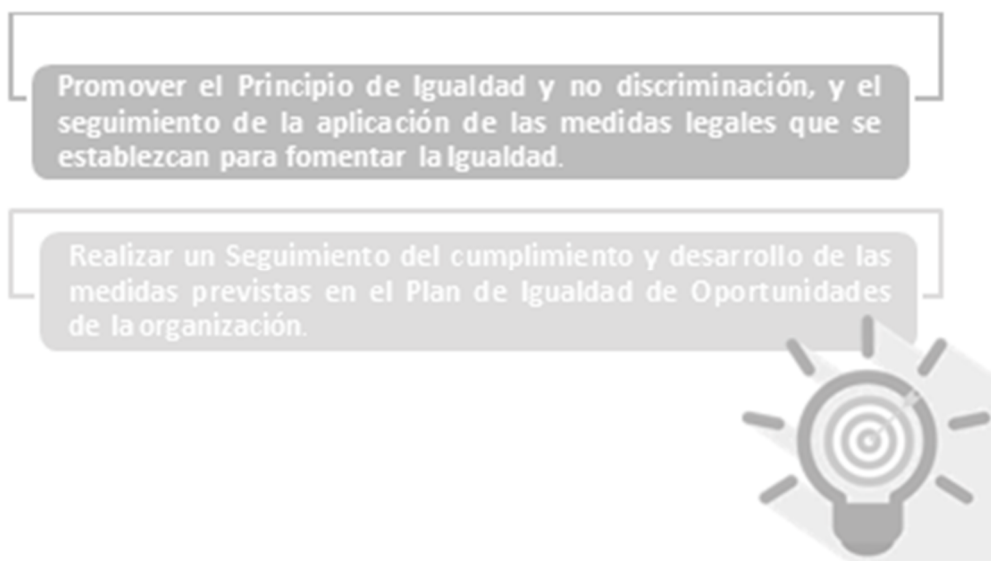 Promover el Principio de Igualdad y no discriminación, y el
seguimiento de la aplicación de las medidas legales que se
establezcan para fomentar la Igualdad.
Realizar un Seguimiento del cumplimiento y desarrollo de las
medidas previstas en el Plan de Igualdad de Oportunidades
de la organización.